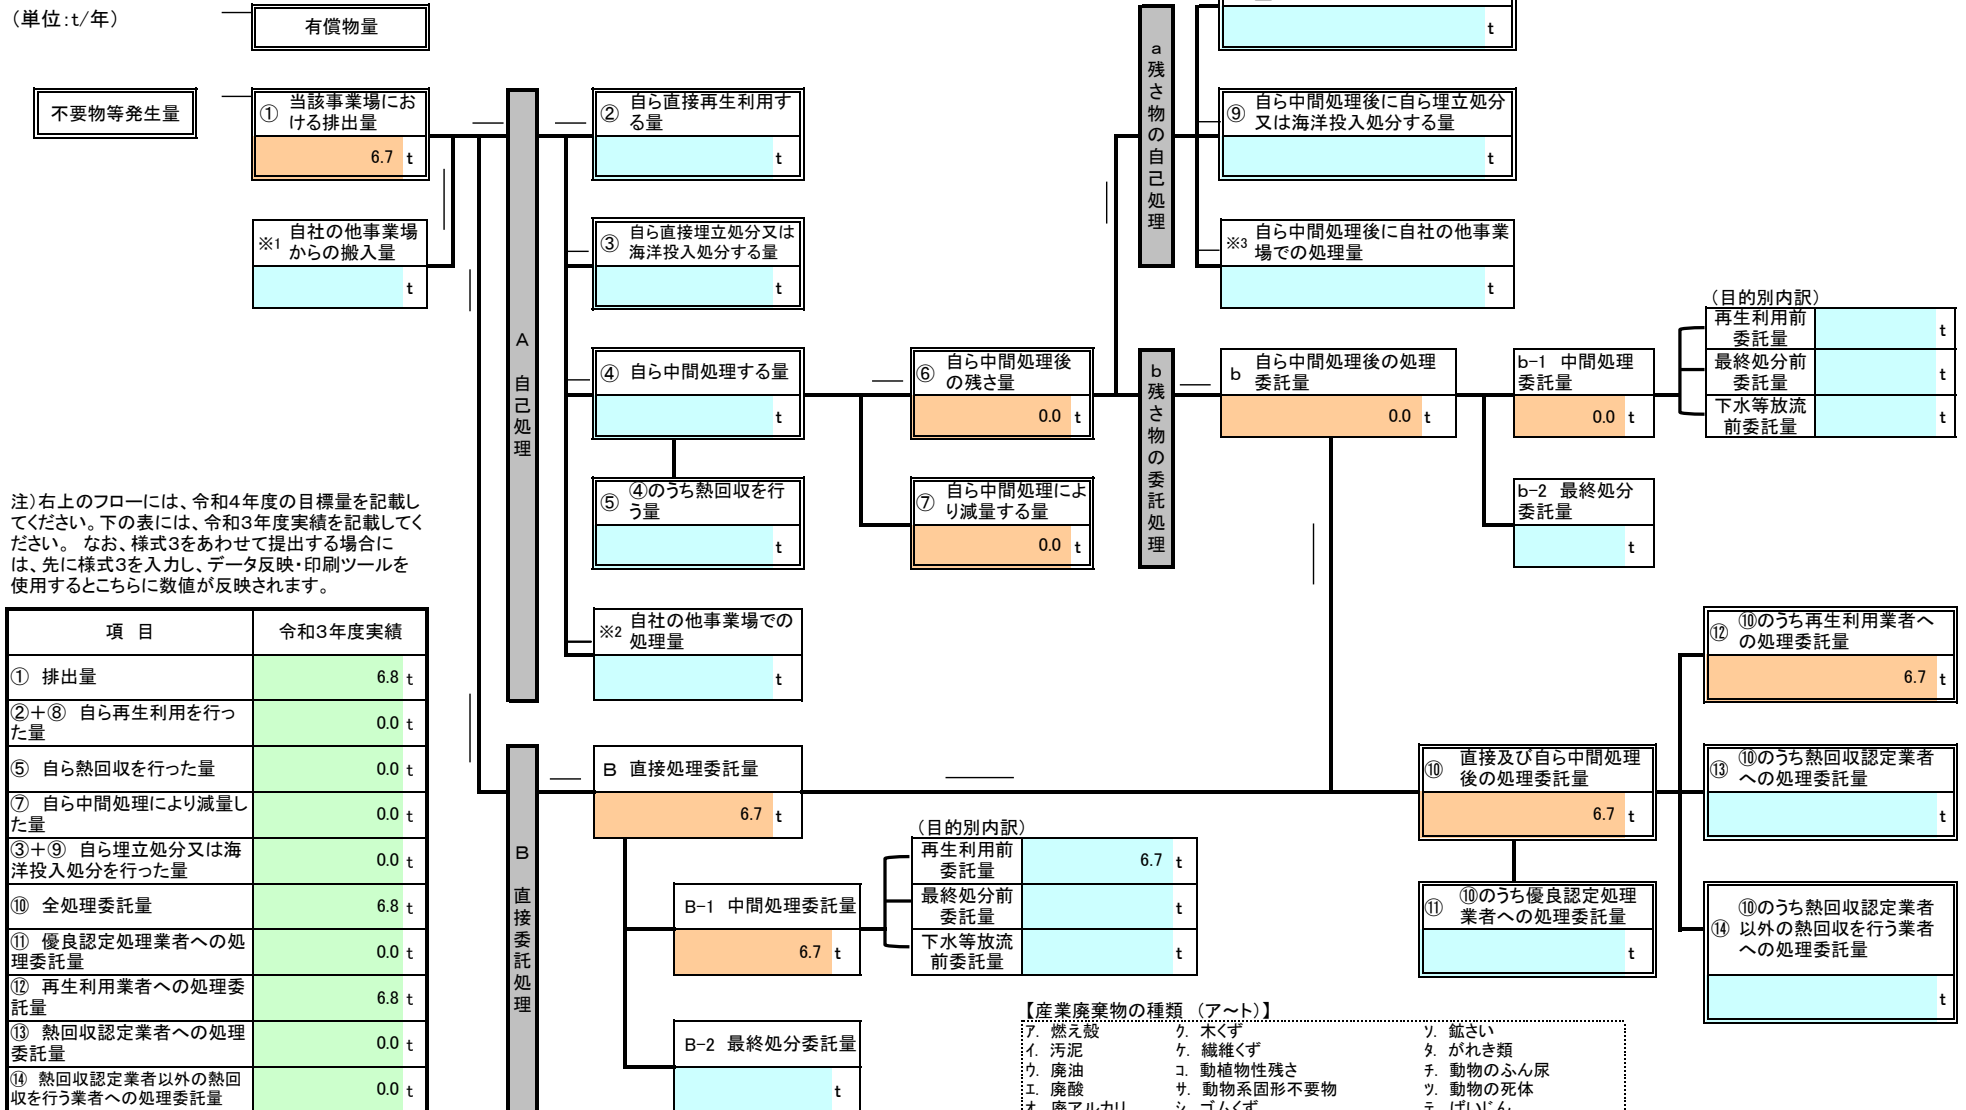 （単位：t/年）
有償物量
t
不要物等発生量
① 当該事業場にお
ける排出量
6.7 t
※1 自社の他事業場
からの搬入量
t
A 自己処理
② 自ら直接再生利用す
る量
t
③ 自ら直接埋立処分又は
海洋投入処分する量
t
④ 自ら中間処理する量
t
⑤ ④のうち熱回収を行
う量
t
※2 自社の他事業場での
処理量
t
⑥ 自ら中間処理後
の残さ量
0.0 t
⑦ 自ら中間処理によ
り減量する量
0.0 t
a 残さ物の自己処理
⑨ 自ら中間処理後に自ら埋立処分
又は海洋投入処分する量
t
※3 自ら中間処理後に自社の他事業
場での処理量
t
b 残さ物の委託処理
b 自ら中間処理後の処理
委託量
0.0 t
b-1 中間処理
委託量
0.0 t
b-2 最終処分
委託量
t
（目的別内訳）
再生利用前
委託量
t
最終処分前
委託量
t
下水等放流
前委託量
t
注）右上のフローには、令和4年度の目標量を記載し
てください。下の表には、令和3年度実績を記載してく
ださい。 なお、様式3をあわせて提出する場合に
は、先に様式3を入力し、データ反映・印刷ツールを
使用するとこちらに数値が反映されます。
項 目 令和3年度実績
① 排出量 6.8 t
②＋⑧ 自ら再生利用を行っ
た量 0.0 t
⑤ 自ら熱回収を行った量 0.0 t
⑦ 自ら中間処理により減量し
た量 0.0 t
③＋⑨ 自ら埋立処分又は海
洋投入処分を行った量 0.0 t
⑩ 全処理委託量 6.8 t
⑪ 優良認定処理業者への処
理委託量 0.0 t
⑫ 再生利用業者への処理委
託量 6.8 t
⑬ 熱回収認定業者への処理
委託量 0.0 t
⑭ 熱回収認定業者以外の熱回
収を行う業者への処理委託量 0.0 t
B 直接委託処理
B 直接処理委託量
6.7 t
B-1 中間処理委託量
6.7 t
B-2 最終処分委託量
t
（目的別内訳）
再生利用前
委託量
6.7 t
最終処分前
委託量
t
下水等放流
前委託量
t
⑩ 直接及び自ら中間処理
後の処理委託量
6.7 t
⑪ ⑩のうち優良認定処理
業者への処理委託量
t
⑫ ⑩のうち再生利用業者へ
の処理委託量
6.7 t
⑬ ⑩のうち熱回収認定業者
への処理委託量
t
⑭ ⑩のうち熱回収認定業者
以外の熱回収を行う業者
への処理委託量
t
【産業廃棄物の種類 （ア～ト）】
ｱ. 燃え殻 ｸ. 木くず ｿ. 鉱さい
ｲ. 汚泥 ｹ. 繊維くず ﾀ. がれき類
ｳ. 廃油 ｺ. 動植物性残さ ﾁ. 動物のふん尿
ｴ. 廃酸 ｻ. 動物系固形不要物 ﾂ. 動物の死体
ｵ. 廃アルカリ ｼ. ゴムくず ﾃ. ばいじん